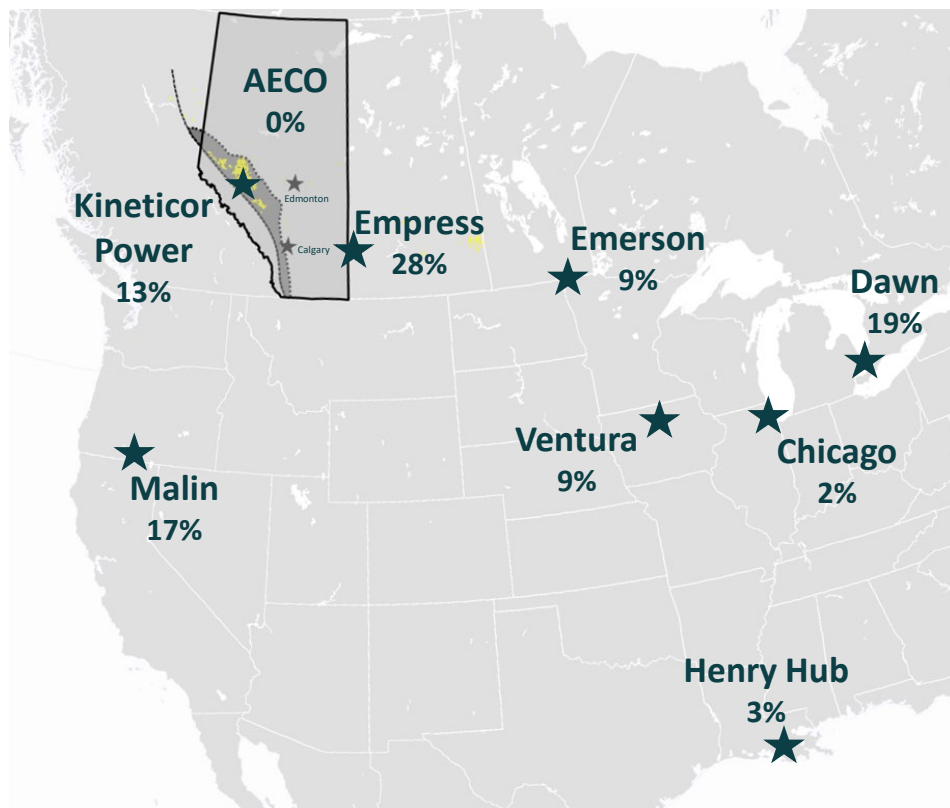 AECO
0%
Edmonton
Kineticor
Power
13%
Calgary
Empress
28%
Emerson
9%
Dawn
19%
Ventura
9%
Chicago
2%
Malin
17%
Henry Hub
3%